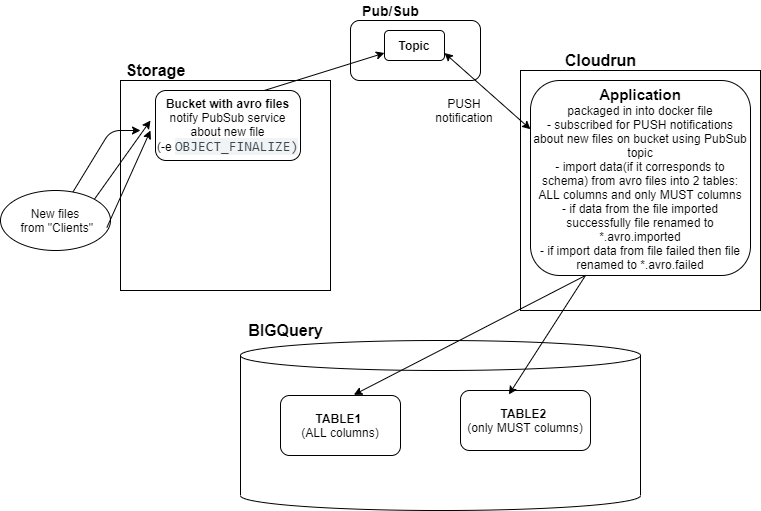 Pub/Sub
Topic
Storage
Bucket with avro files
notify PubSub service
about new file
(-e OBJECT_FINALIZE)
New files
from "Clients"
PUSH
notification
Cloudrun
Application
packaged in into docker file
- subscribed for PUSH notifications
about new files on bucket using PubSub
topic
- import data(if it corresponds to
schema) from avro files into 2 tables:
ALL columns and only MUST columns
- if data from the file imported
successfully file renamed to
*.avro.imported
- if import data from file failed then file
renamed to *.avro.failed
BIGQuery
TABLE1
(ALL columns)
TABLE2
(only MUST columns)